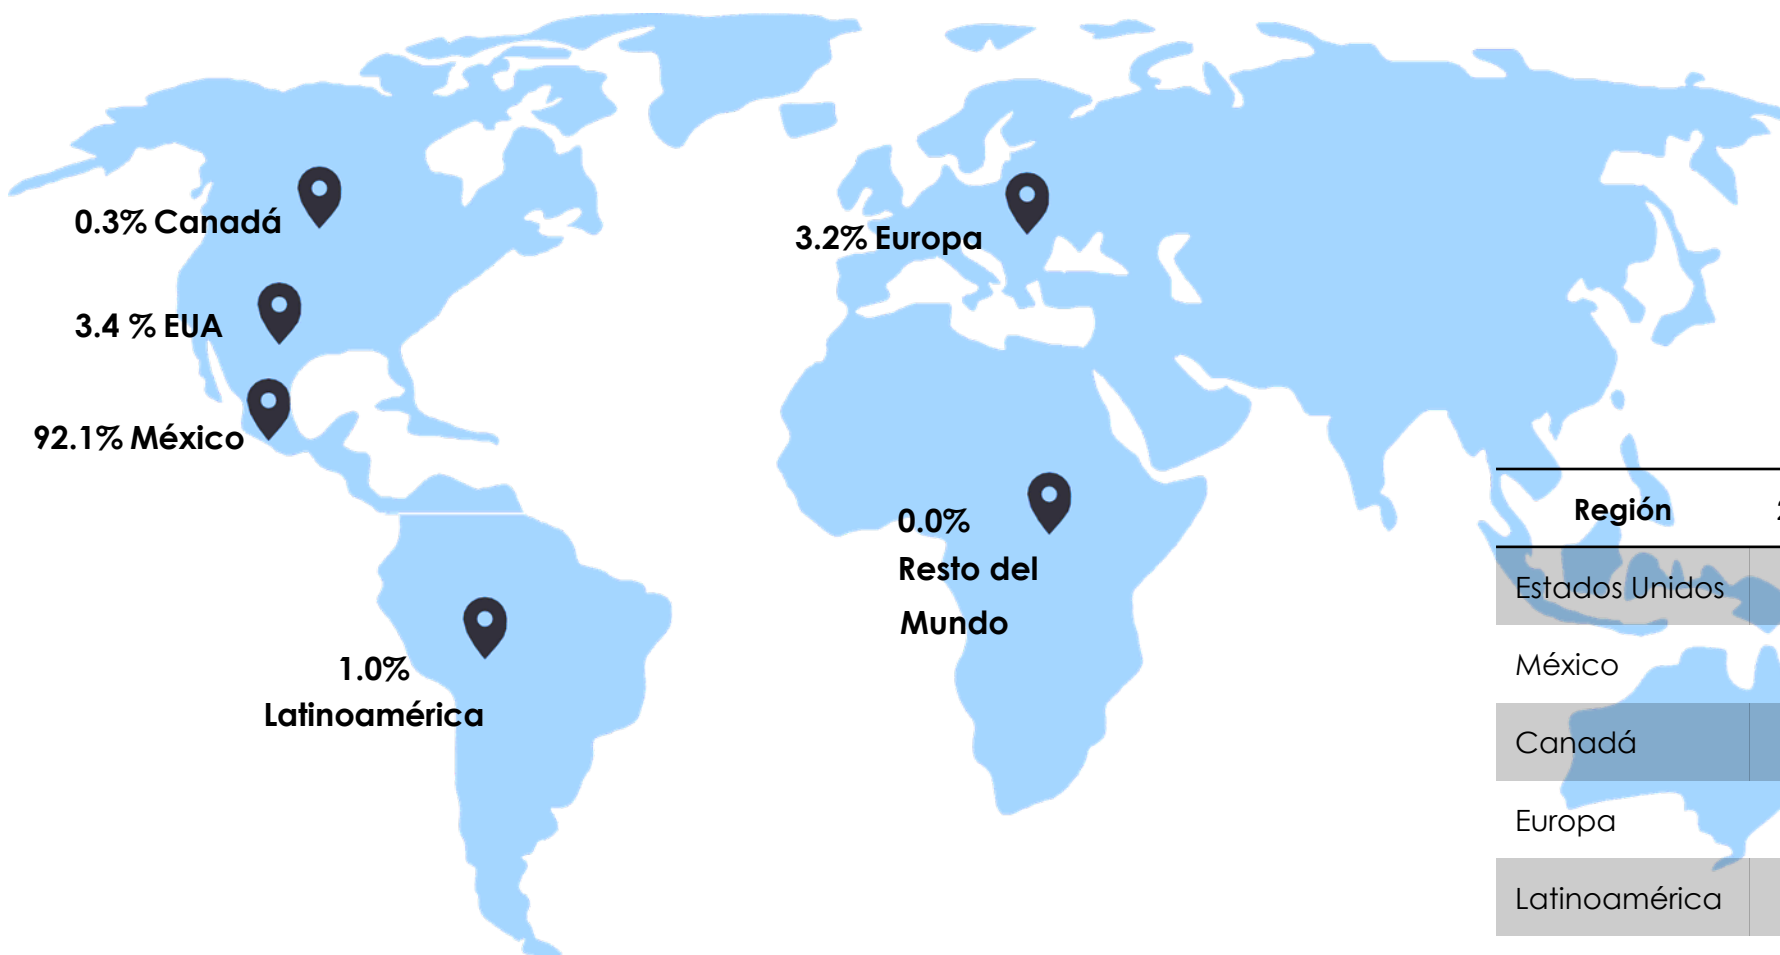 0.3% Canadá
3.4 % EUA
92.1% México
1.0%
Latinoamérica
3.2% Europa
0.0%
Resto del
Mundo
Región
Estados Unidos
México
Canadá
Europa
Latinoamérica